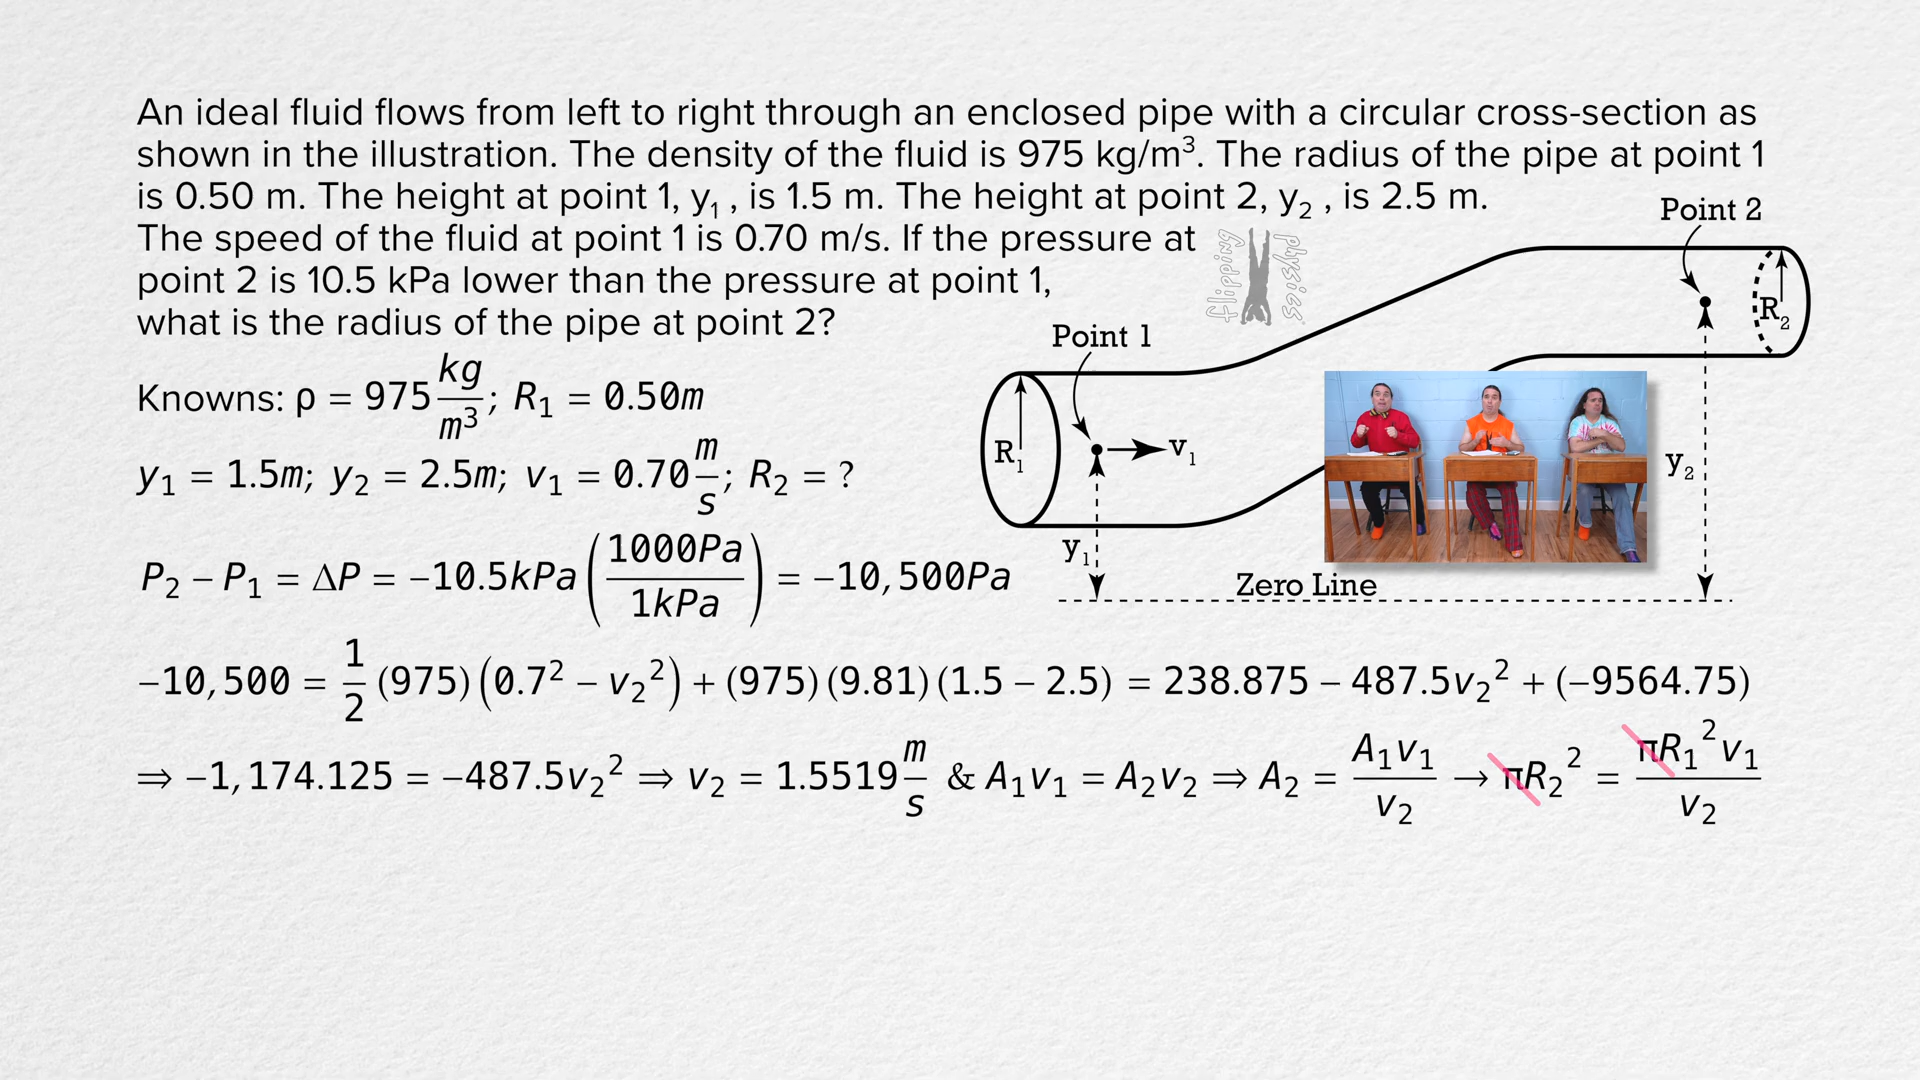 An ideal fluid flows from left to right through an enclosed pipe with a circular cross-section as
shown in the illustration. The density of the fluid is 975 kg/m³. The radius of the pipe at point 1
is 0.50 m. The height at point 1, y₁ , is 1.5 m. The height at point 2, y₂ , is 2.5 m.
The speed of the fluid at point 1 is 0.70 m/s. If the pressure at
point 2 is 10.5 kPa lower than the pressure at point 1,
what is the radius of the pipe at point 2?
flipping physics
Point 2
R₂
Point 1
R₁
v₁
y₁
y₂
Zero Line
Knowns: ρ = 975 kg/m³; R₁ = 0.50m
y₁ = 1.5m; y₂ = 2.5m; v₁ = 0.70 m/s; R₂ = ?
P₂ – P₁ = ΔP = –10.5kPa (1000Pa/1kPa) = –10,500Pa
–10,500 = 1/2 (975)(0.7² – v₂²) + (975)(9.81)(1.5 – 2.5) = 238.875 – 487.5v₂² + (–9564.75)
⇒ –1,174.125 = –487.5v₂² ⇒ v₂ = 1.5519 m/s & A₁v₁ = A₂v₂ ⇒ A₂ = A₁v₁/v₂ → πR₂² = πR₁²v₁/v₂